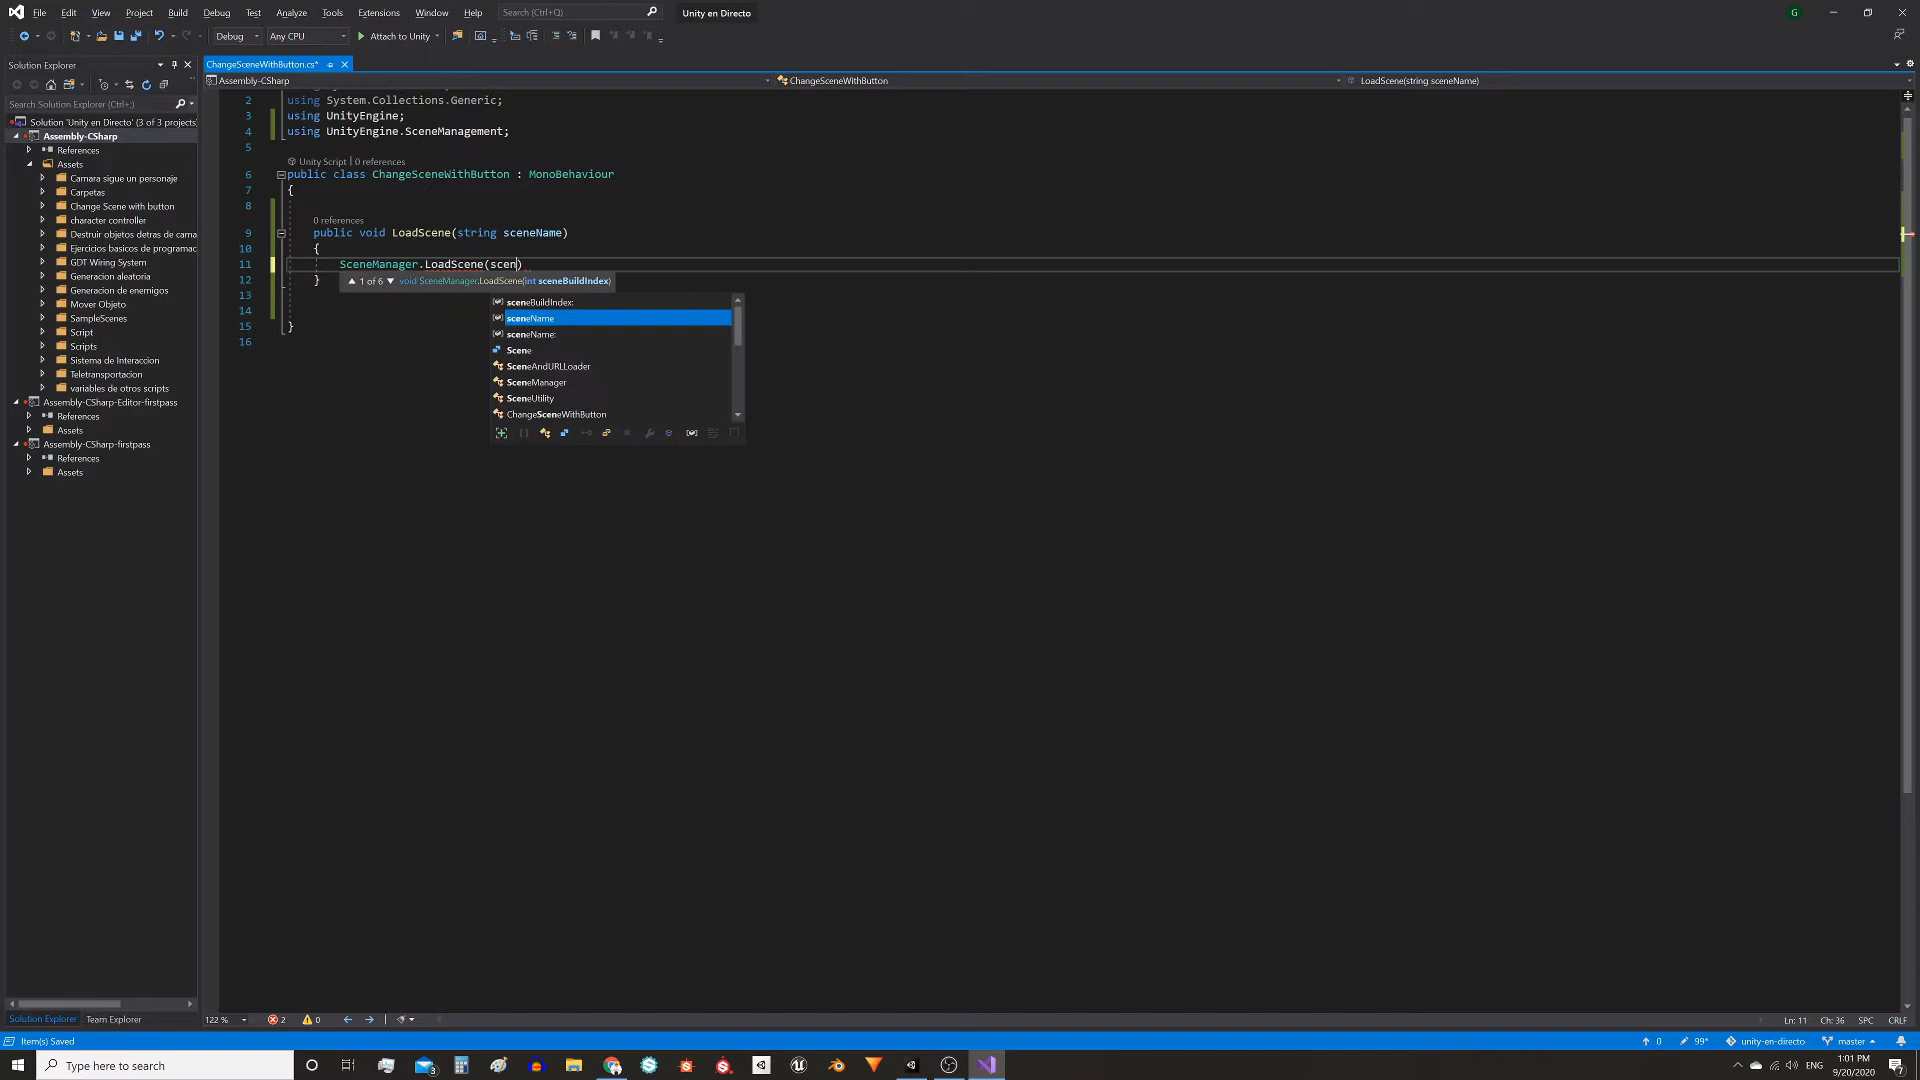 File Edit View Project Build Debug Test Analyze Tools Extensions Window Help Search (Ctrl+Q) Unity en Directo G
Debug Any CPU Attach to Unity
Solution Explorer
ChangeSceneWithButton.cs*
Assembly-CSharp ChangeSceneWithButton LoadScene(string sceneName)
Search Solution Explorer (Ctrl+;)
Solution 'Unity en Directo' (3 of 3 projects)
Assembly-CSharp
References
Assets
Camara sigue un personaje
Carpetas
Change Scene with button
character controller
Destruir objetos detras de cama
Ejercicios basicos de programac
GDT Wiring System
Generacion aleatoria
Generacion de enemigos
Mover Objeto
SampleScenes
Script
Scripts
Sistema de Interaccion
Teletransportacion
variables de otros scripts
Assembly-CSharp-Editor-firstpass
References
Assets
Assembly-CSharp-firstpass
References
Assets
Solution Explorer Team Explorer
2 using System.Collections.Generic;
3 using UnityEngine;
4 using UnityEngine.SceneManagement;
5
Unity Script | 0 references
6 public class ChangeSceneWithButton : MonoBehaviour
7 {
8
0 references
9 public void LoadScene(string sceneName)
10 {
11 SceneManager.LoadScene(scen)
12 }
1 of 6 void SceneManager.LoadScene(int sceneBuildIndex)
13
14
15 }
16
sceneBuildIndex:
sceneName
sceneName:
Scene
SceneAndURLLoader
SceneManager
SceneUtility
ChangeSceneWithButton
122 % 2 0 Ln: 11 Ch: 36 SPC CRLF
Item(s) Saved 0 99* unity-en-directo master
Type here to search 3 ENG 1:01 PM 9/20/2020 7